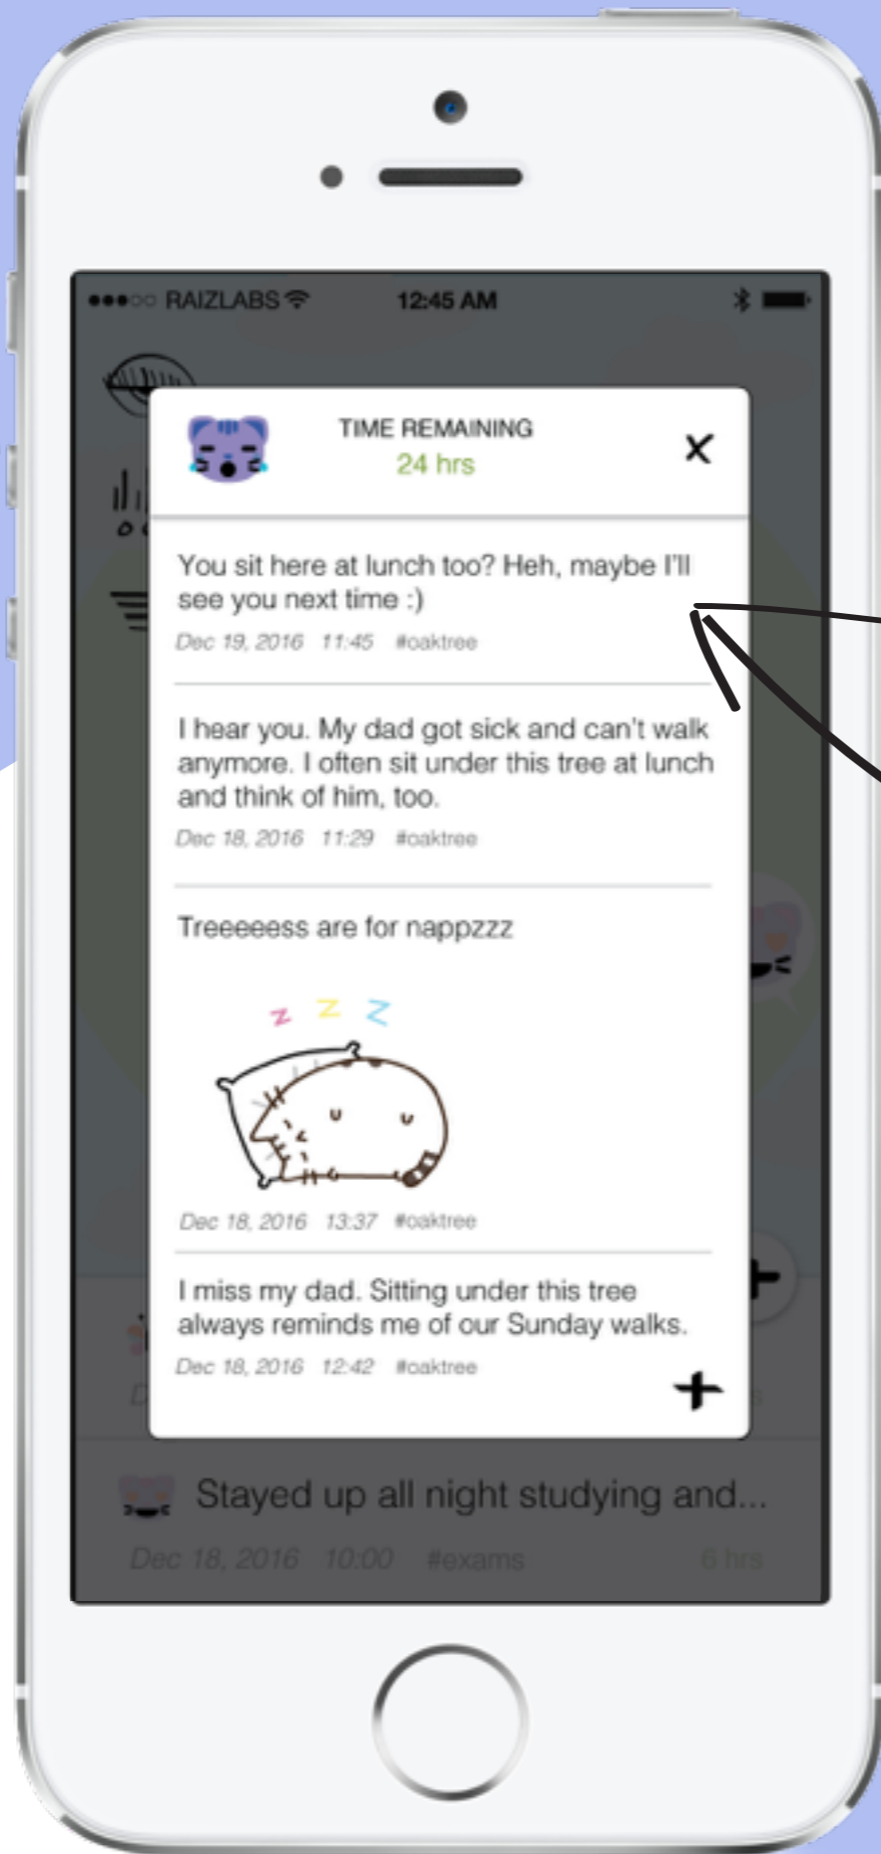 RAIZLABS 12:45 AM
TIME REMAINING
24 hrs
You sit here at lunch too? Heh, maybe I'll
see you next time :)
Dec 19, 2016 11:45 #oaktree
I hear you. My dad got sick and can't walk
anymore. I often sit under this tree at lunch
and think of him, too.
Dec 18, 2016 11:29 #oaktree
Treeeeess are for nappzzz
z z z
Dec 18, 2016 13:37 #oaktree
I miss my dad. Sitting under this tree
always reminds me of our Sunday walks.
Dec 18, 2016 12:42 #oaktree
Stayed up all night studying and...
Dec 18, 2016 10:00 #exams 6 hrs